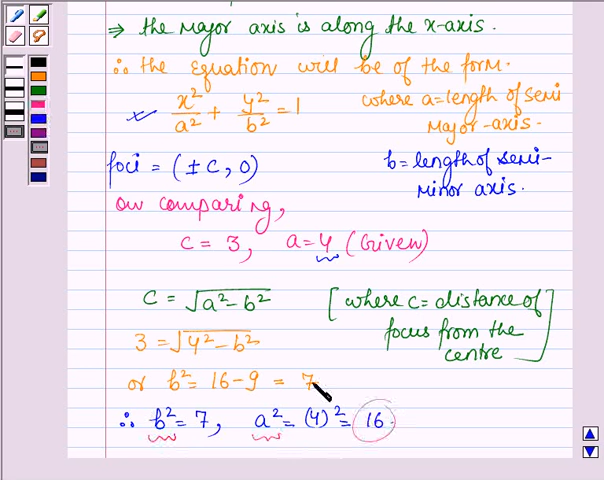 ⇒ the Major axis is along the x-axis.
∴ the Equation will be of the form.
x²/a² + y²/b² = 1
where a=length of semi
Major-axis.
b=length of semi-
minor axis.
foci = (± c, 0)
On comparing,
c = 3, a=4 (Given)
c = √a²-b²
[where c= distance of
focus from the
centre]
3 = √4²-b²
or b² = 16-9 = 7
∴ b² = 7, a² = (4)² = 16